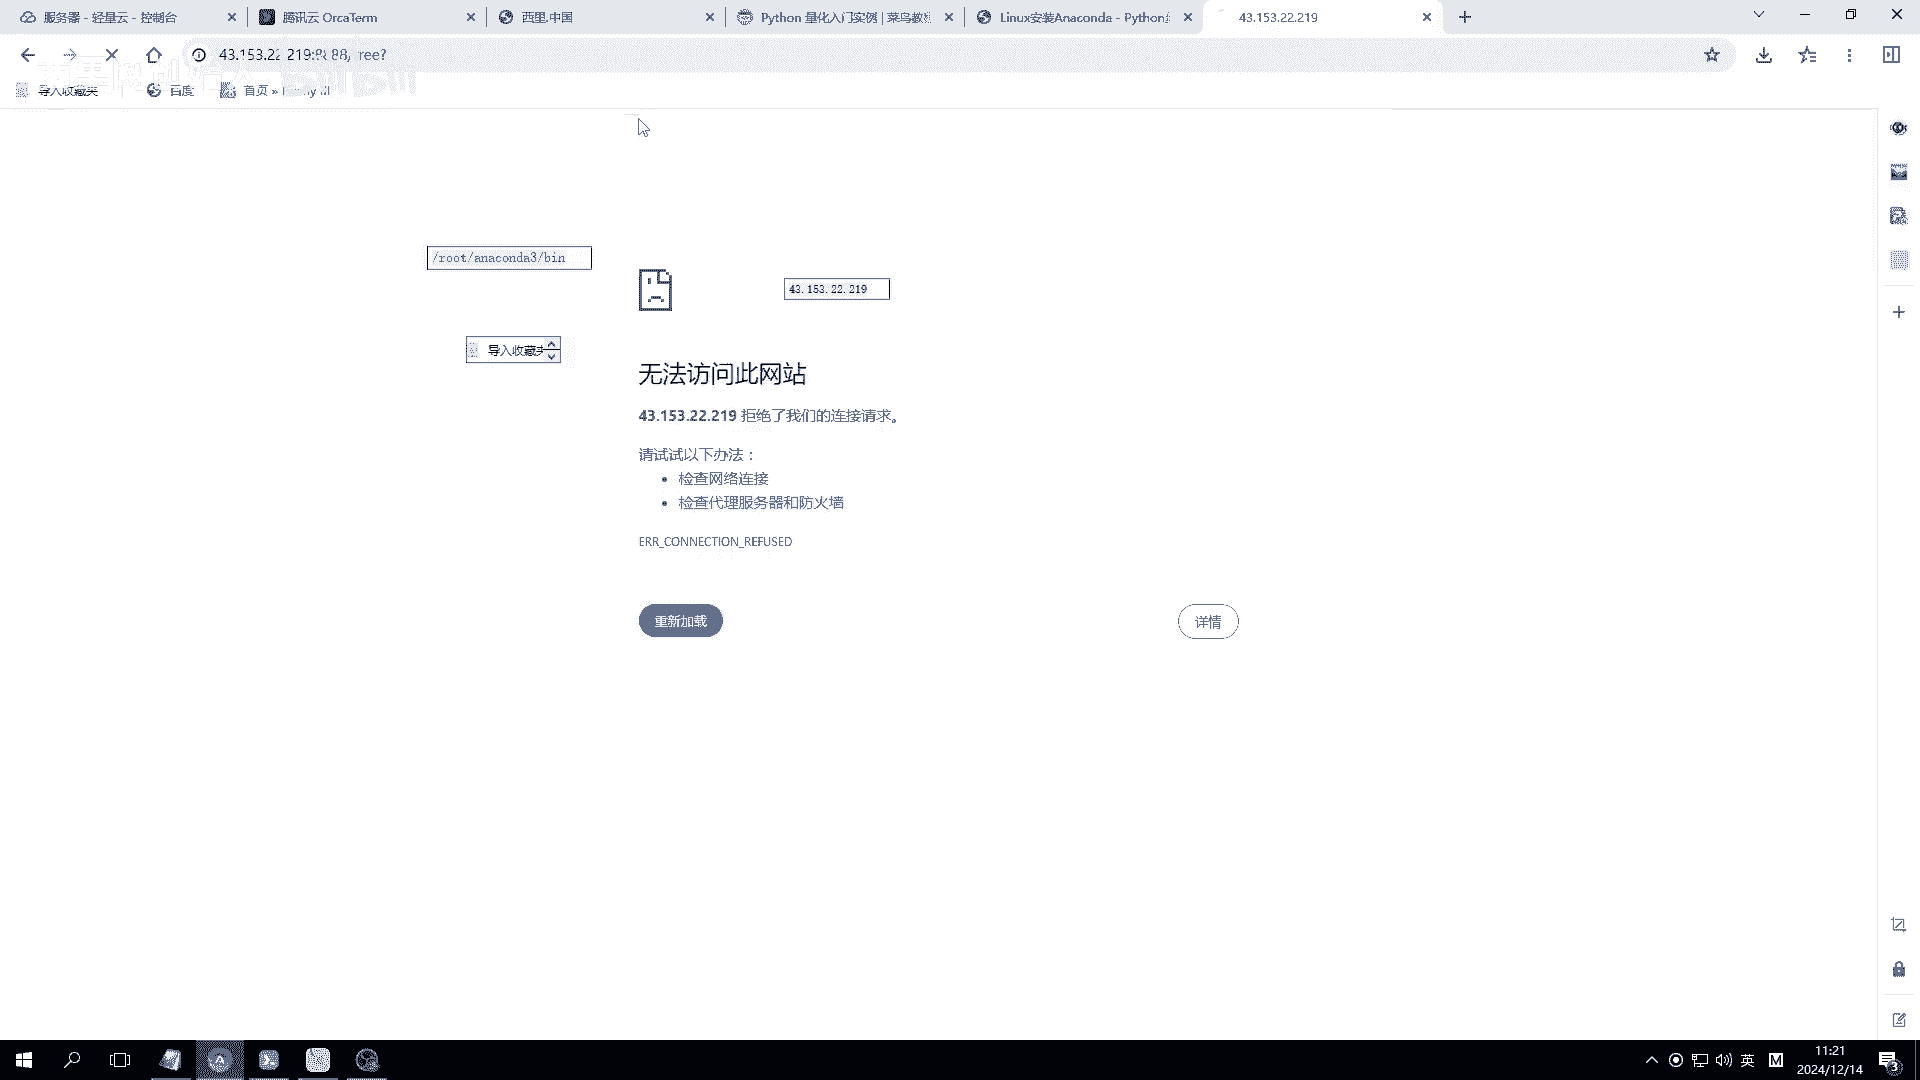 服务器 - 轻量云 - 控制台
腾讯云 OrcaTerm
西里.中国
Python 量化入门实例 | 菜鸟教
Linux安装Anaconda - Python
43.153.22.219
43.153.22.219:8888/tree?
导入收藏夹
百度
首页 »
/root/anaconda3/bin
43.153.22.219
导入收藏夹
无法访问此网站
43.153.22.219 拒绝了我们的连接请求。
请试试以下办法：
• 检查网络连接
• 检查代理服务器和防火墙
ERR_CONNECTION_REFUSED
重新加载
详情
英
M
11:21
2024/12/14
3